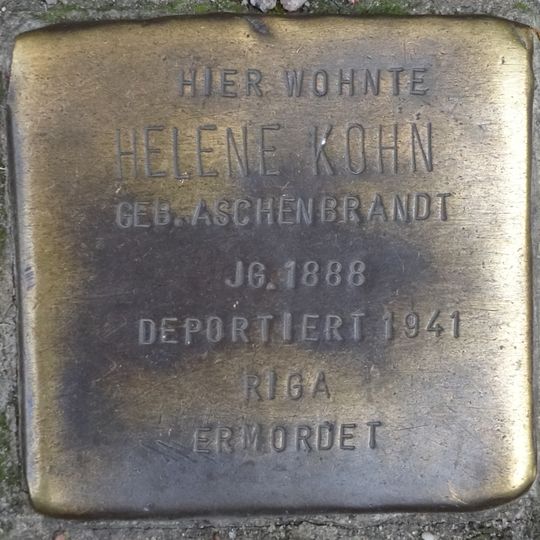 HIER WOHNTE
HELENE KOHN
GEB. ASCHENBRANDT
JG. 1888
DEPORTIERT 1941
RIGA
ERMORDET